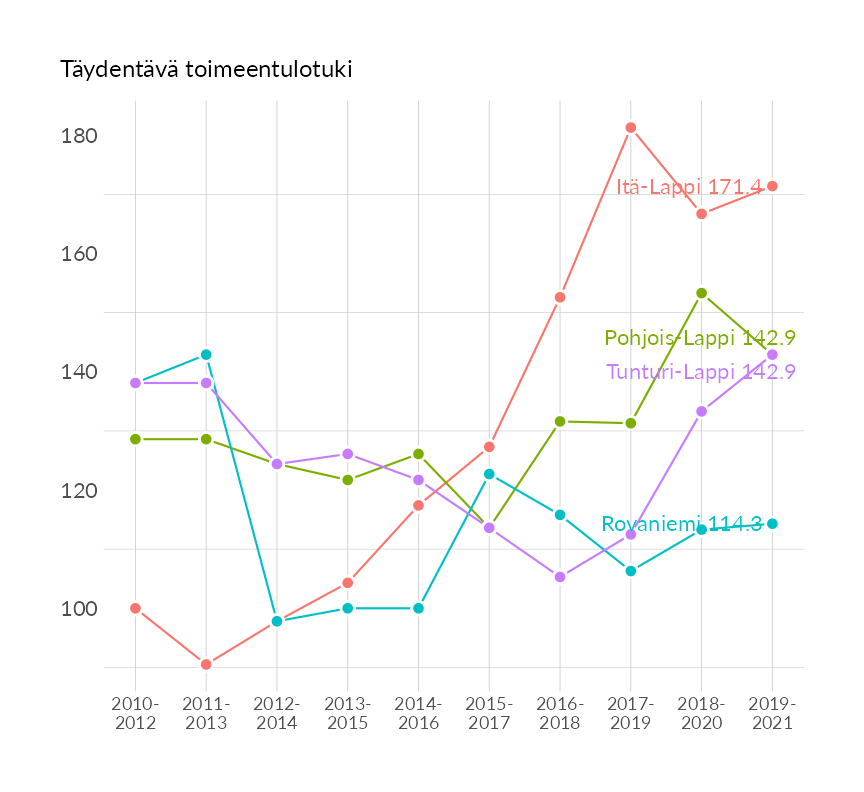 Täydentävä toimeentulotuki
180
Itä-Lappi 171.4
160
Pohjois-Lappi 142.9
140
Tunturi-Lappi 142.9
120
Rovaniemi 114.3
100
2010- 2011- 2012- 2013- 2014- 2015- 2016- 2017- 2018- 2019-
2012 2013 2014 2015 2016 2017 2018 2019 2020 2021